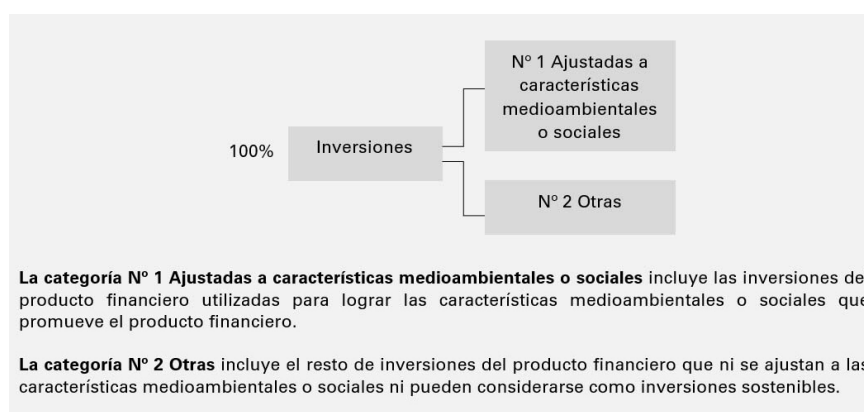 Nº 1 Ajustadas a
características
medioambientales
o sociales
100%
Inversiones
Nº 2 Otras
La categoría Nº 1 Ajustadas a características medioambientales o sociales incluye las inversiones de
producto financiero utilizadas para lograr las características medioambientales o sociales que
promueve el producto financiero.
La categoría Nº 2 Otras incluye el resto de inversiones del producto financiero que ni se ajustan a las
características medioambientales o sociales ni pueden considerarse como inversiones sostenibles.